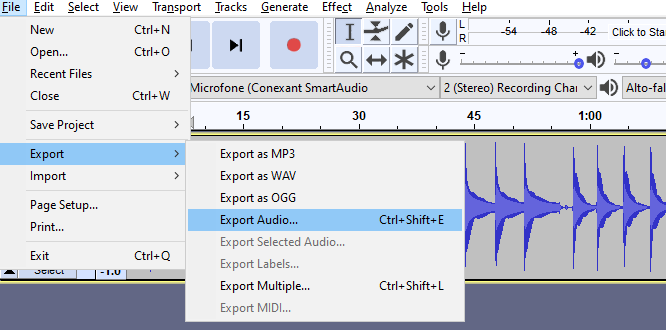 File Edit Select View Transport Tracks Generate Effect Analyze Tools Help
New Ctrl+N
Open... Ctrl+O
Recent Files
Close Ctrl+W
Save Project
Export
Import
Page Setup...
Print...
Exit Ctrl+Q
L
R
-54 -48 -42 Click to Star
Microfone (Conexant SmartAudio 2 (Stereo) Recording Chan Alto-fal
15 30 45 1:00
Export as MP3
Export as WAV
Export as OGG
Export Audio... Ctrl+Shift+E
Export Selected Audio...
Export Labels...
Export Multiple... Ctrl+Shift+L
Export MIDI...
Select -1.0